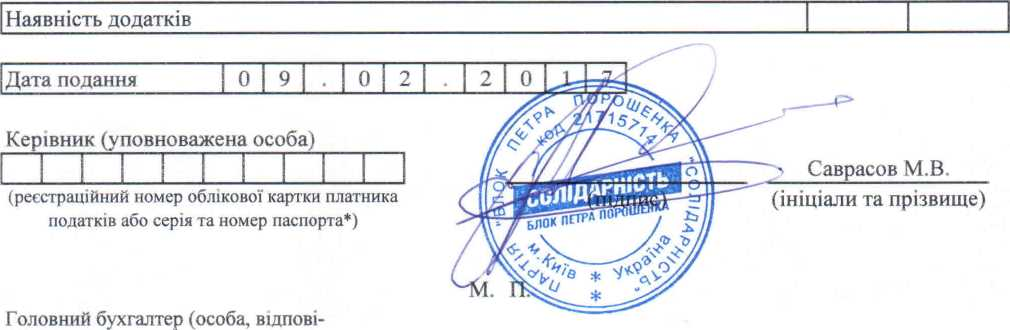 Наявність додатків
Дата подання 09.02.2017
Керівник (уповноважена особа)
(реєстраційний номер облікової картки платника
податків або серія та номер паспорта*)
ПАРТІЯ "БЛОК ПЕТРА ПОРОШЕНКА "СОЛІДАРНІСТЬ"
код 21715714
СОЛІДАРНІСТЬ
БЛОК ПЕТРА ПОРОШЕНКА
м.Київ * Україна
*
(підпис)
Саврасов М.В.
(ініціали та прізвище)
М. П.
Головний бухгалтер (особа, відпові-